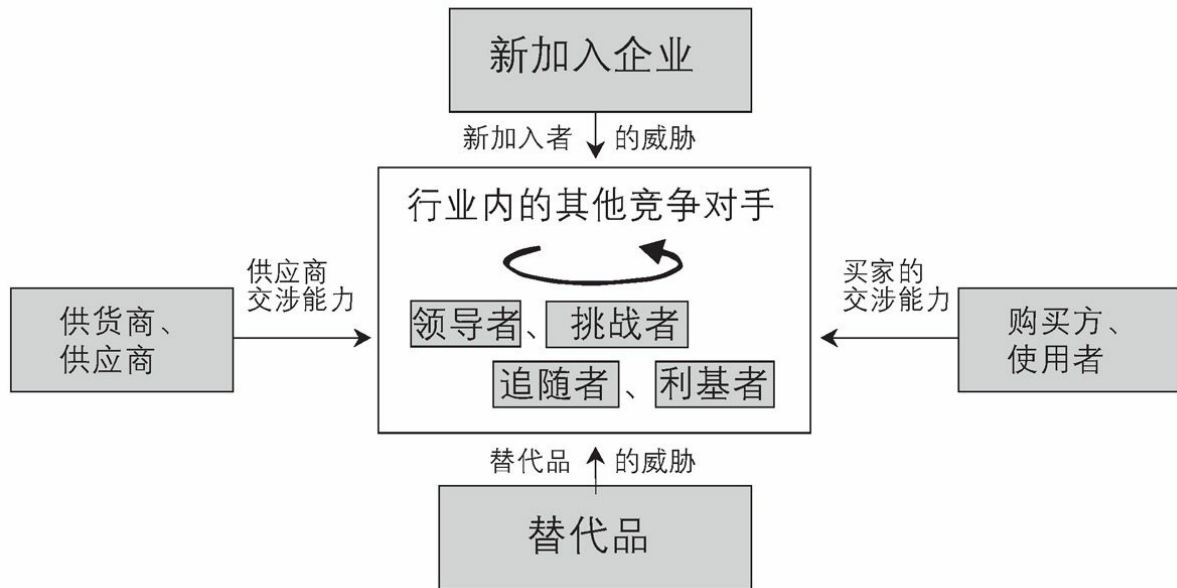 新加入企业
新加入者 的威胁
行业内的其他竞争对手
供应商
交涉能力
买家的
交涉能力
供货商、
供应商
领导者、 挑战者
追随者、利基者
购买方、
使用者
替代品 的威胁
替代品